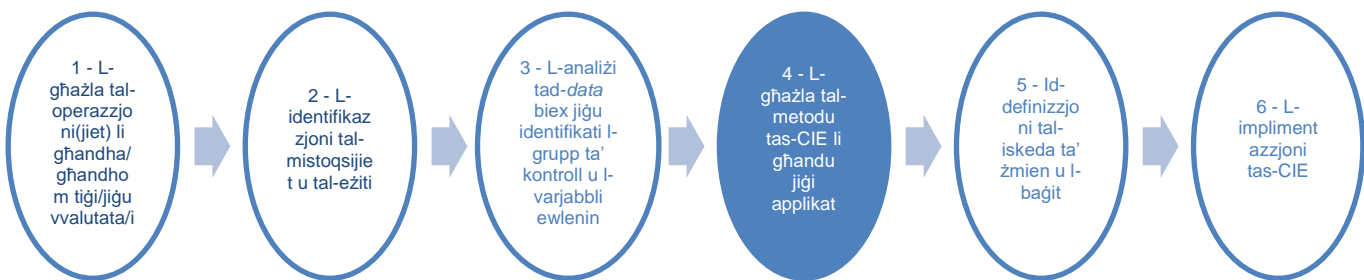 1 - L-
għażla tal-
operazzjo
ni(jiet) li
għandha/
għandho
m tiġi/jiġu
vvalutata/i
2 - L-
identifikaz
zjoni tal-
mistoqsijie
t u tal-eżiti
3 - L-analiżi
tad-data
biex jiġu
identifikati l-
grupp ta’
kontroll u l-
varjabbli
ewlenin
4 - L-
għażla tal-
metodu
tas-CIE li
għandu
jiġi
applikat
5 - Id-
definizzjo
ni tal-
iskeda ta’
żmien u l-
baġit
6 - L-
impliment
azzjoni
tas-CIE